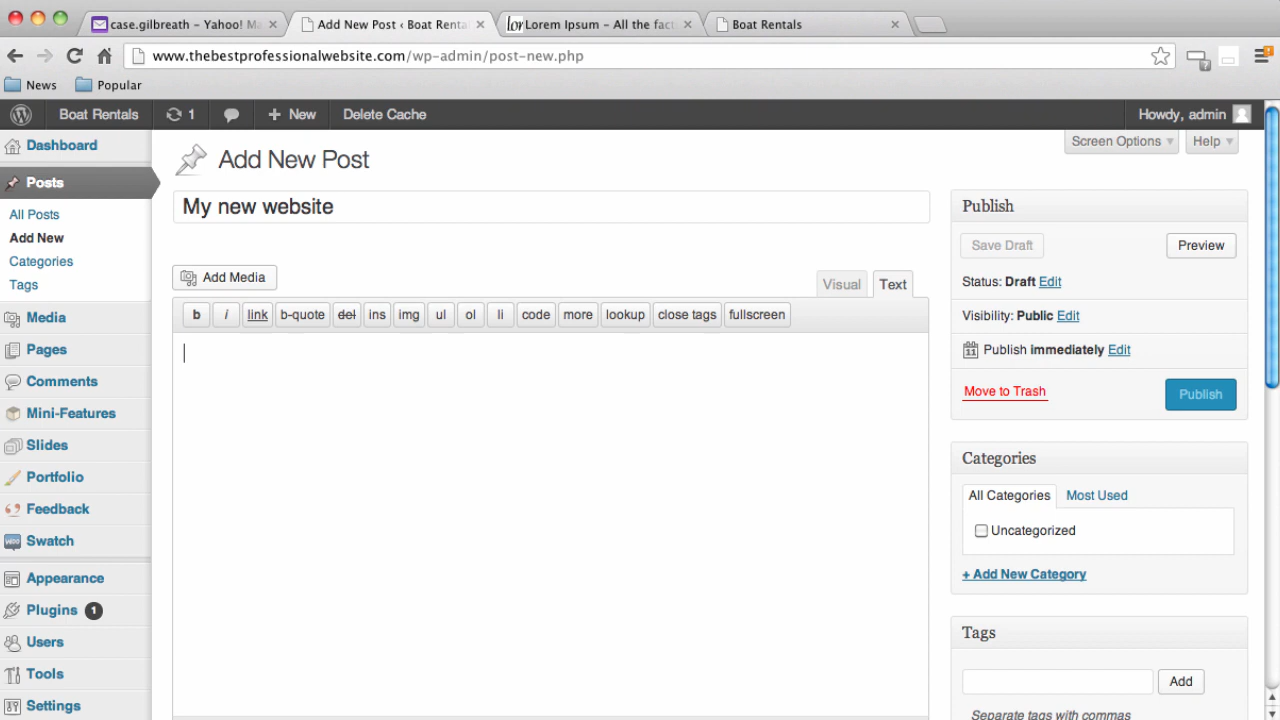 case.gilbreath – Yahoo! Ma
Add New Post ‹ Boat Renta
lor Lorem Ipsum – All the fact
Boat Rentals
www.thebestprofessionalwebsite.com/wp-admin/post-new.php
News Popular
Boat Rentals 1 + New Delete Cache Howdy, admin
Dashboard
Posts
All Posts
Add New
Categories
Tags
Media
Pages
Comments
Mini-Features
Slides
Portfolio
Feedback
Swatch
Appearance
Plugins 1
Users
Tools
Settings
Screen Options Help
Add New Post
My new website
Add Media
Visual Text
b i link b-quote del ins img ul ol li code more lookup close tags fullscreen
Publish
Save Draft Preview
Status: Draft Edit
Visibility: Public Edit
11 Publish immediately Edit
Move to Trash Publish
Categories
All Categories Most Used
Uncategorized
+ Add New Category
Tags
Add
Separate tags with commas